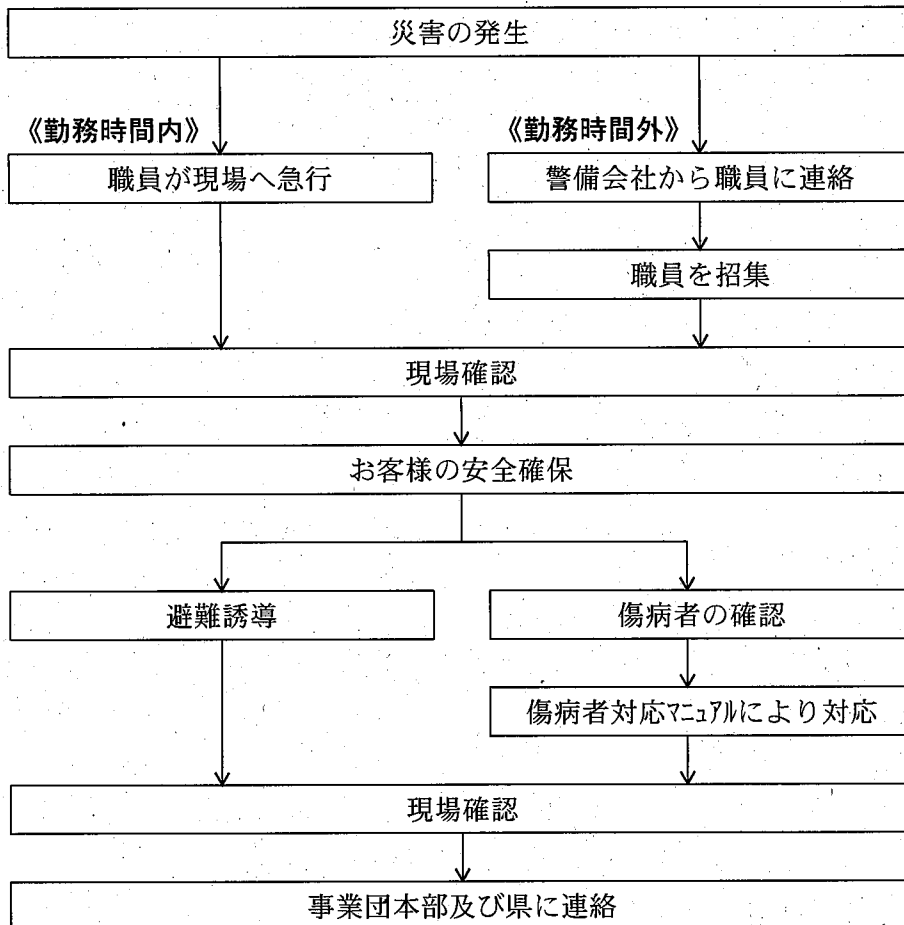 災害の発生
《勤務時間内》
《勤務時間外》
職員が現場へ急行
警備会社から職員に連絡
職員を招集
現場確認
お客様の安全確保
避難誘導
傷病者の確認
傷病者対応ﾏﾆｭｱﾙにより対応
現場確認
事業団本部及び県に連絡